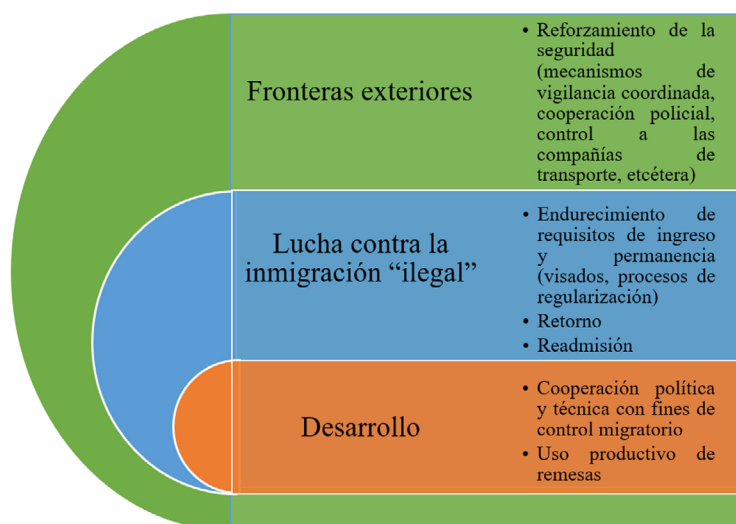 Fronteras exteriores
• Reforzamiento de la
seguridad
(mecanismos de
vigilancia coordinada,
cooperación policial,
control a las
compañías de
transporte, etcétera)
Lucha contra la
inmigración “ilegal”
• Endurecimiento de
requisitos de ingreso
y permanencia
(visados, procesos de
regularización)
• Retorno
• Readmisión
Desarrollo
• Cooperación política
y técnica con fines de
control migratorio
• Uso productivo de
remesas